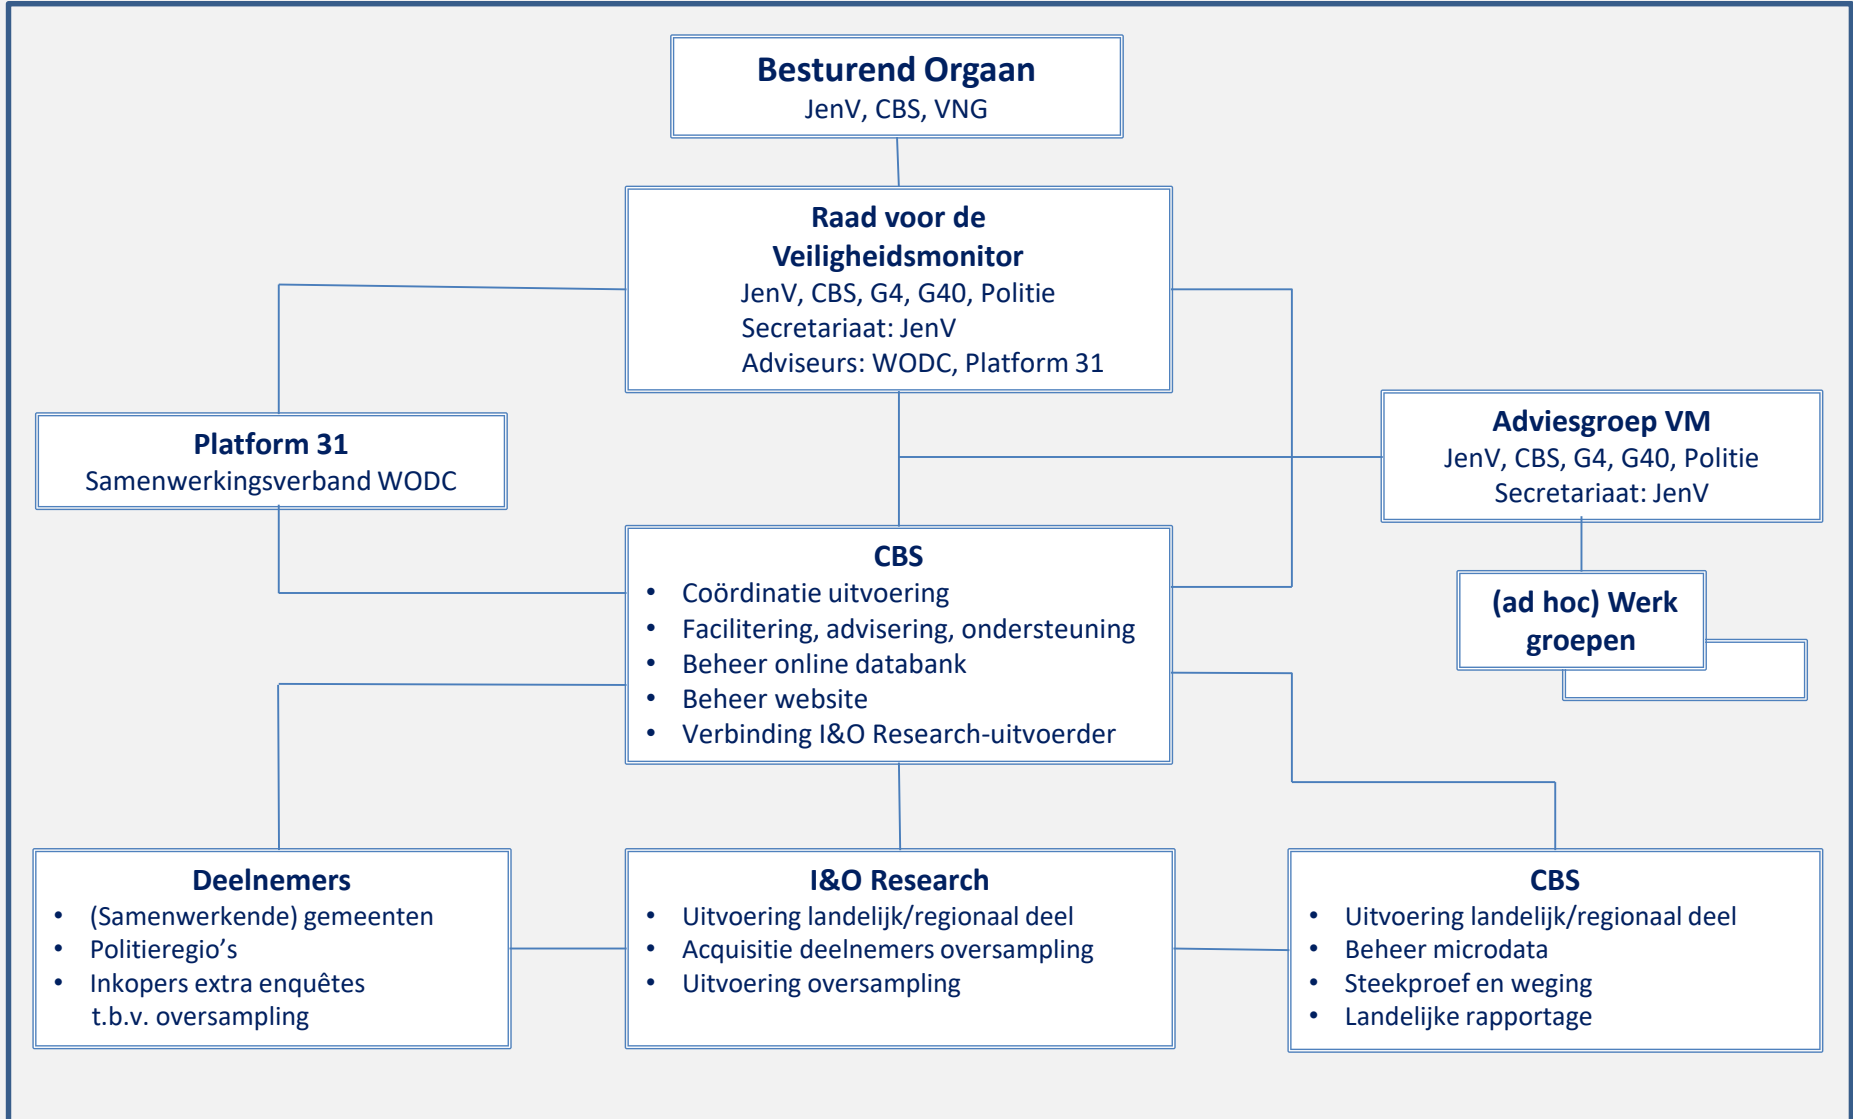 Besturend Orgaan
JenV, CBS, VNG
Raad voor de
Veiligheidsmonitor
JenV, CBS, G4, G40, Politie
Secretariaat: JenV
Adviseurs: WODC, Platform 31
Platform 31
Samenwerkingsverband WODC
Adviesgroep VM
JenV, CBS, G4, G40, Politie
Secretariaat: JenV
(ad hoc) Werk
groepen
CBS
• Coördinatie uitvoering
• Facilitering, advisering, ondersteuning
• Beheer online databank
• Beheer website
• Verbinding I&O Research-uitvoerder
Deelnemers
• (Samenwerkende) gemeenten
• Politieregio’s
• Inkopers extra enquêtes
t.b.v. oversampling
I&O Research
• Uitvoering landelijk/regionaal deel
• Acquisitie deelnemers oversampling
• Uitvoering oversampling
CBS
• Uitvoering landelijk/regionaal deel
• Beheer microdata
• Steekproef en weging
• Landelijke rapportage